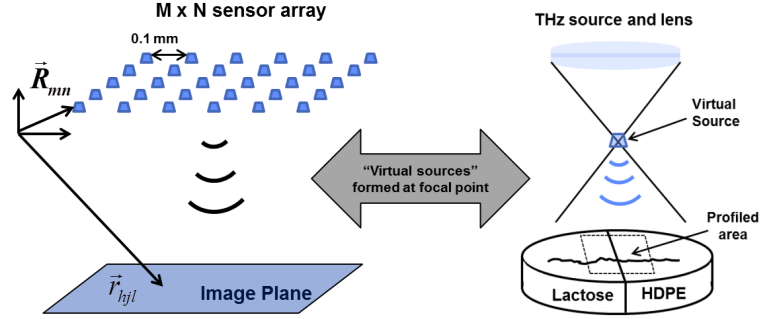 M x N sensor array
0.1 mm
R⃗mn
r⃗hjl
Image Plane
“Virtual sources”
formed at focal point
THz source and lens
Virtual
Source
Profiled
area
Lactose
HDPE